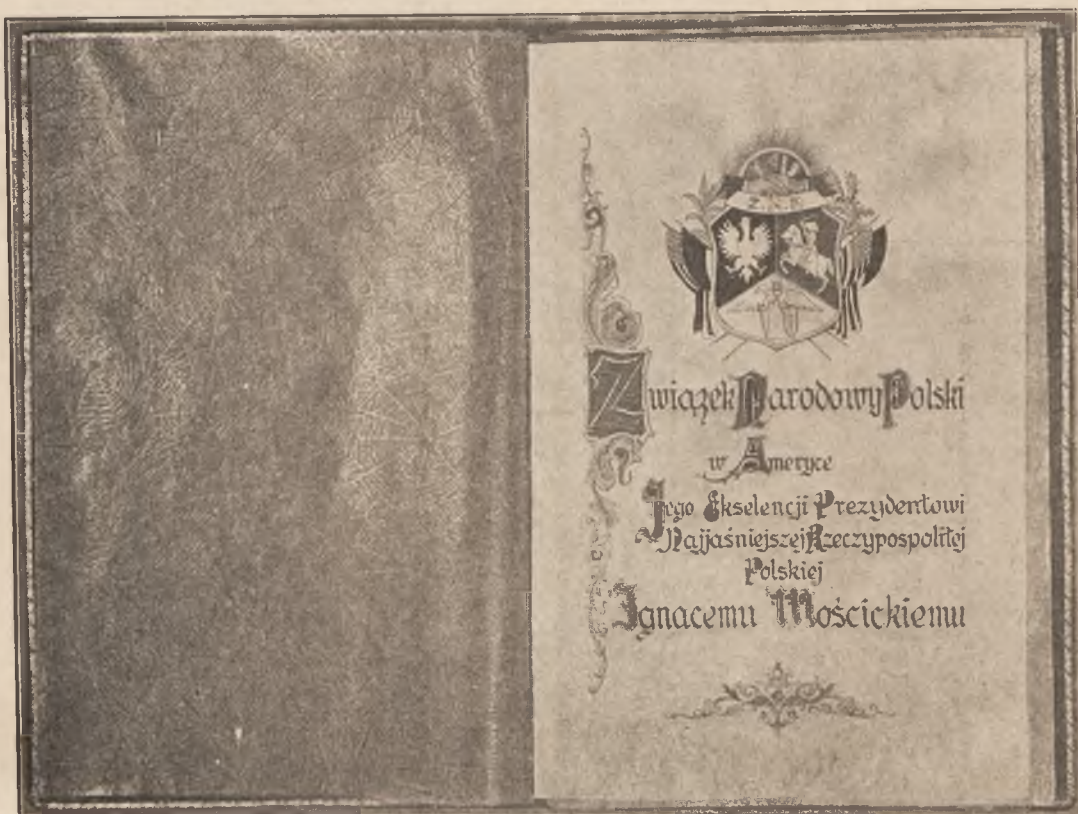 Związek Narodowy Polski
w Ameryce
Jego Ekselencji Prezydentowi
Najjaśniejszej Rzeczypospolitej
Polskiej
Ignacemu Mościckiemu